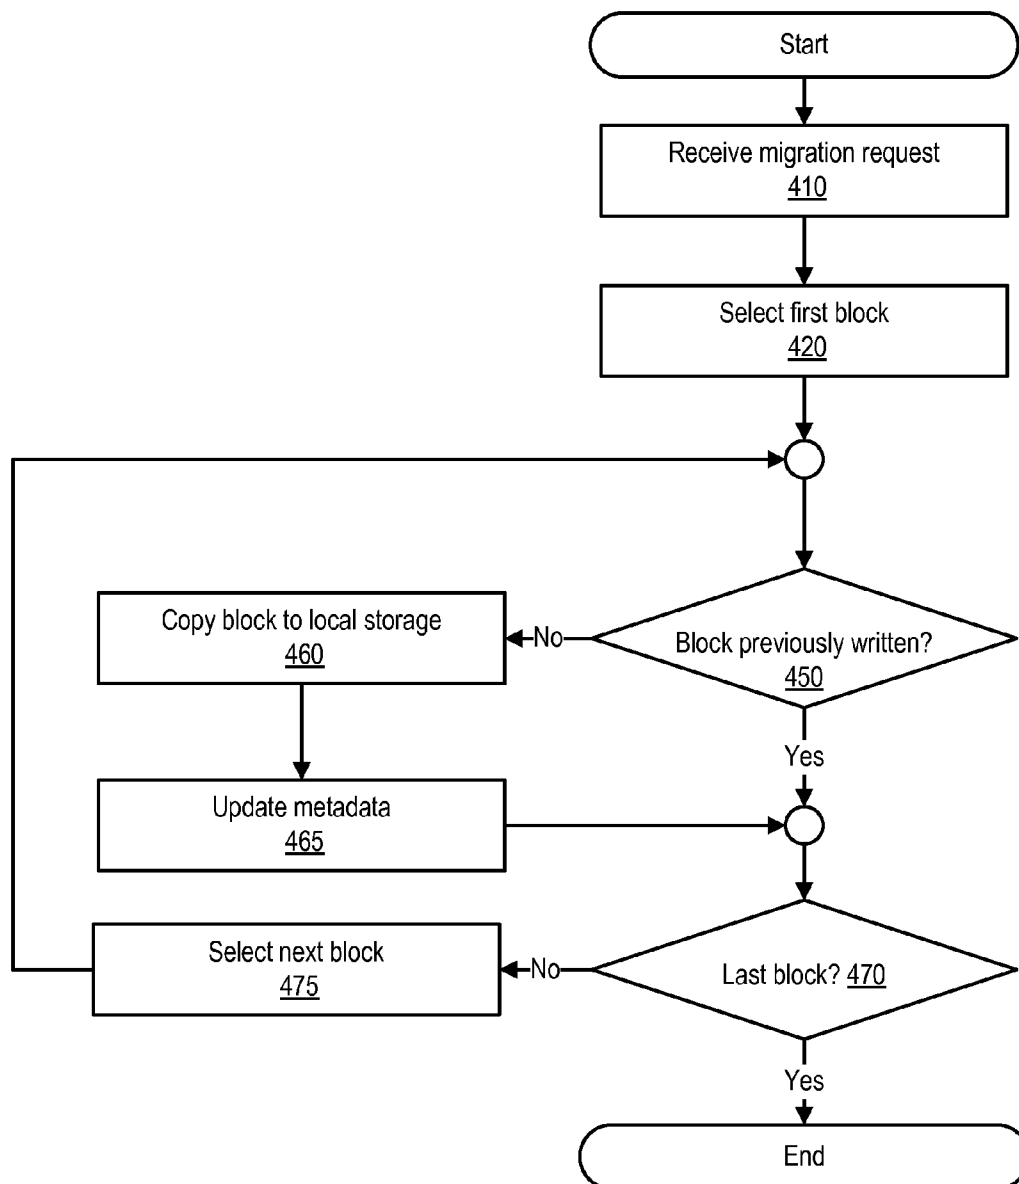 Start
Receive migration request
410
Select first block
420
Copy block to local storage
460
No
Block previously written?
450
Yes
Update metadata
465
Select next block
475
No
Last block? 470
Yes
End